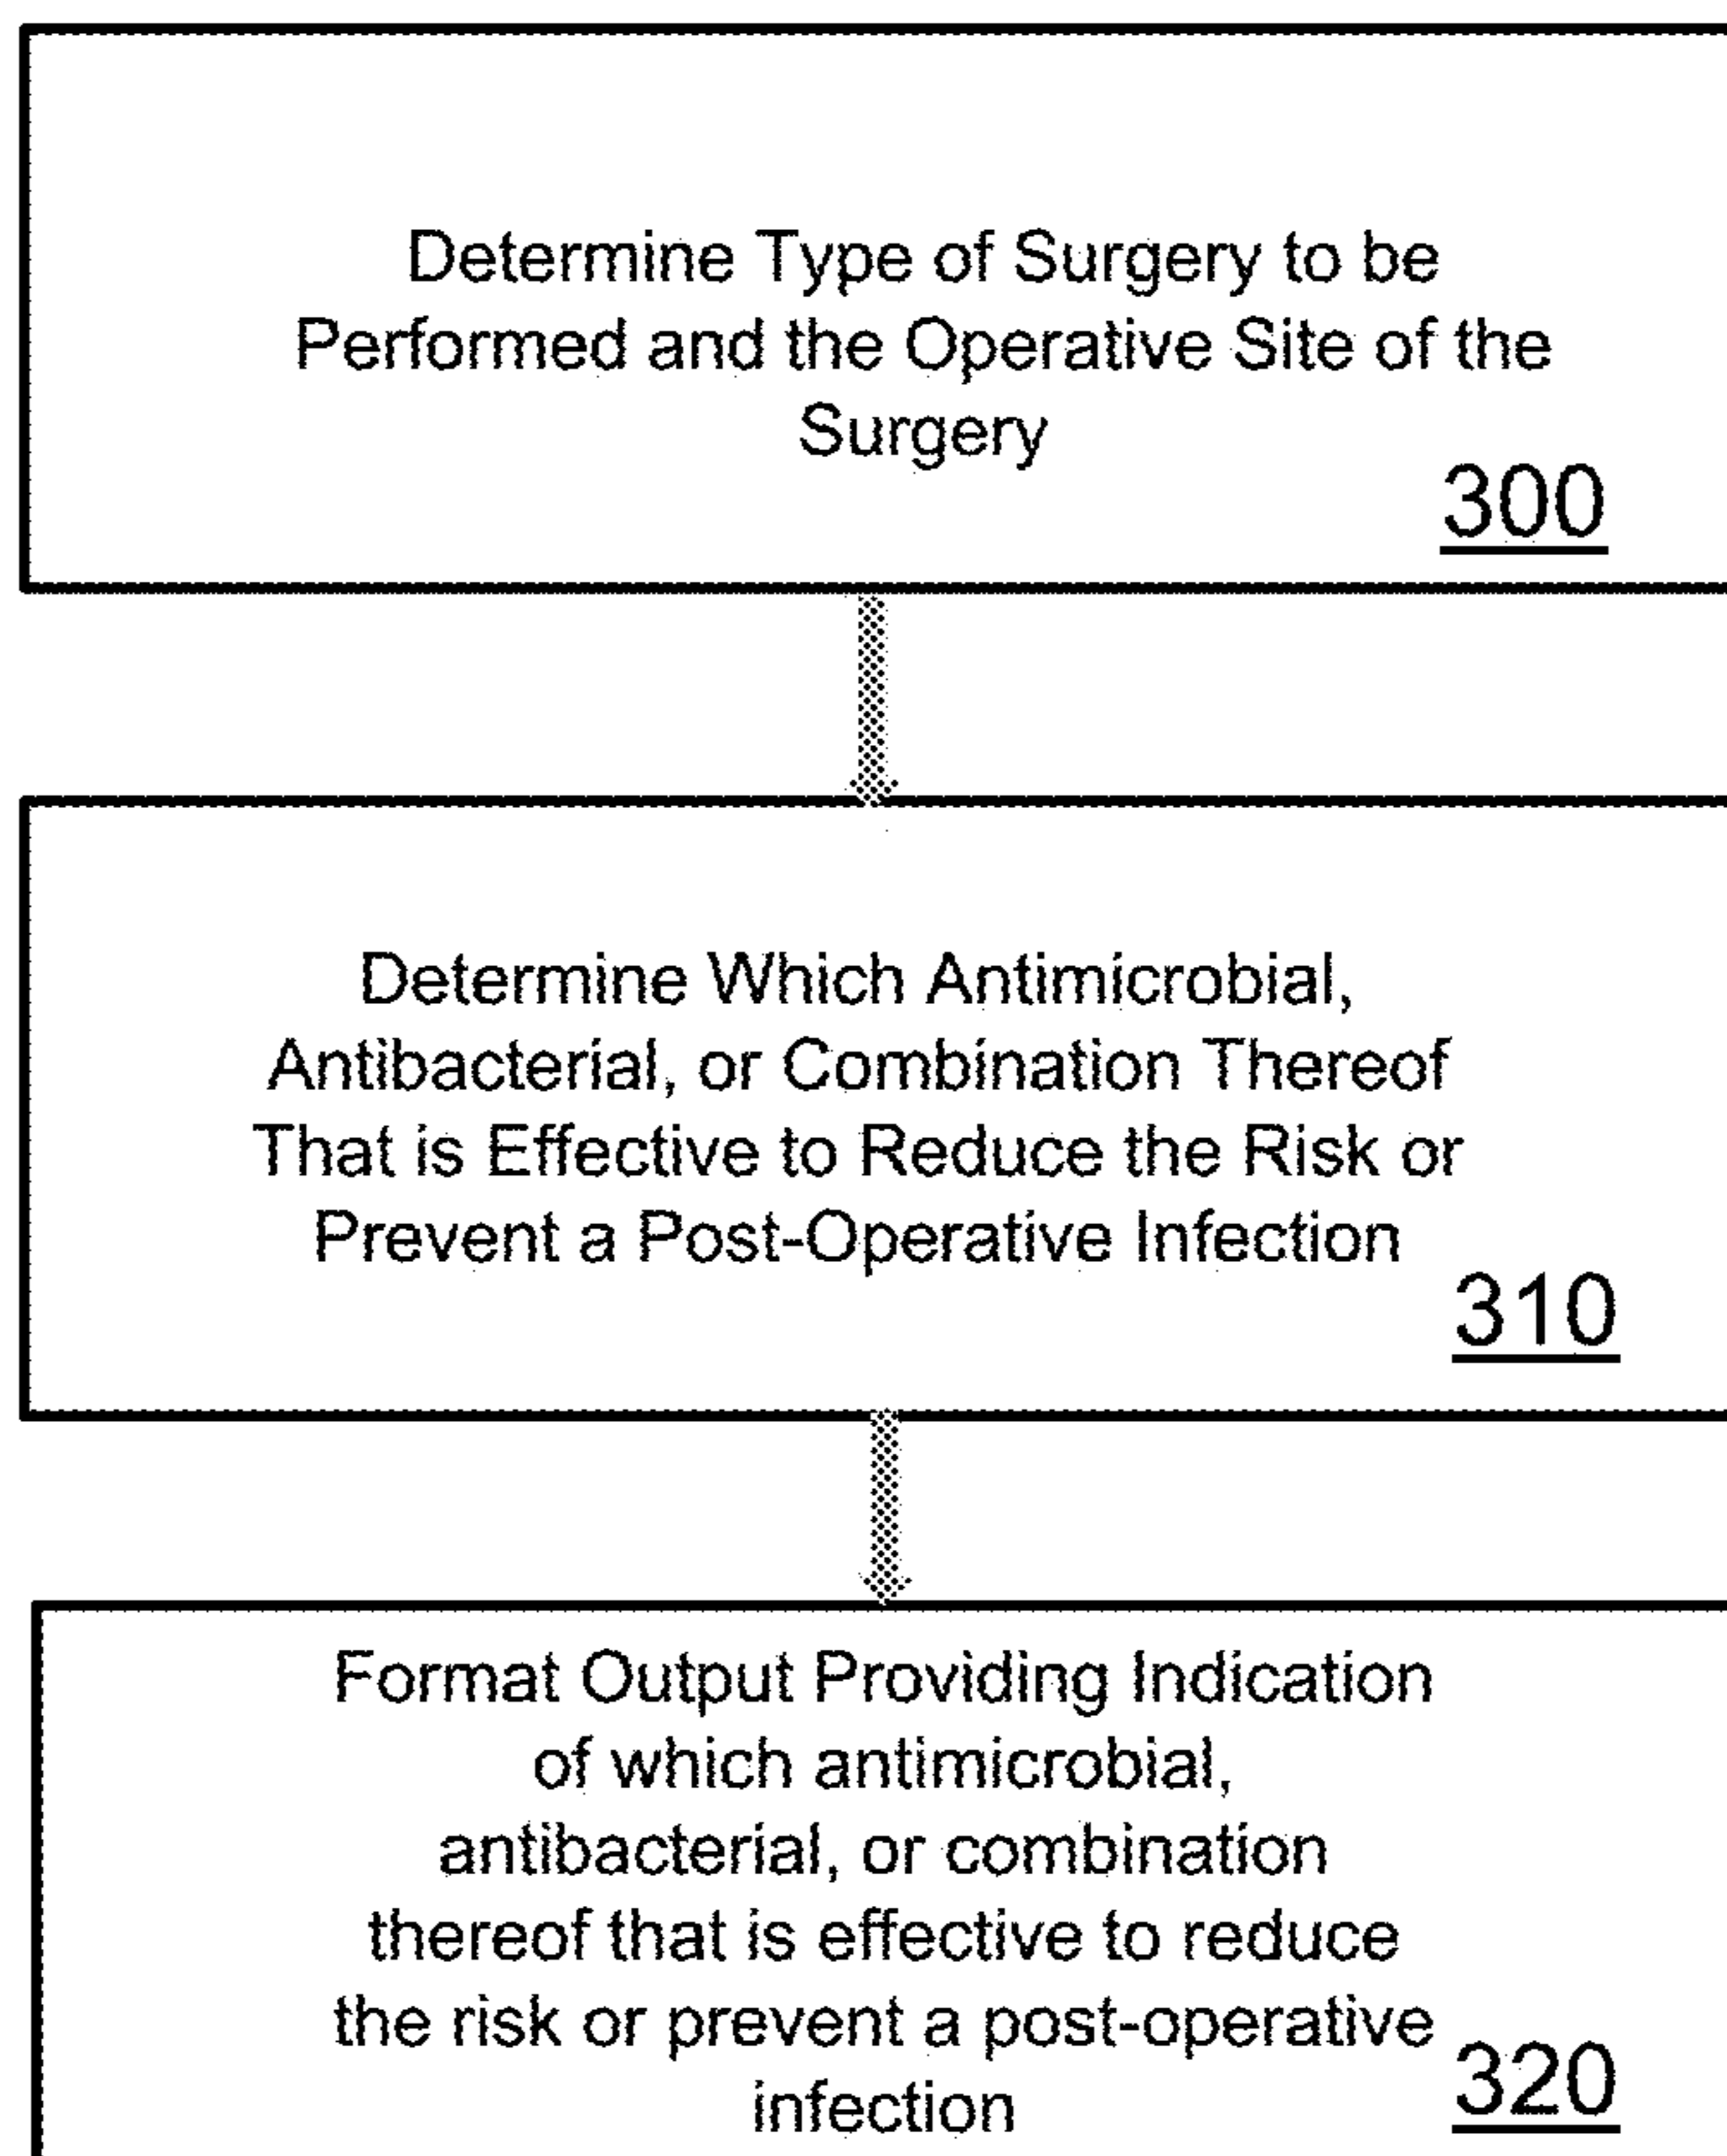 Determine Type of Surgery to be
Performed and the Operative Site of the
Surgery
300
Determine Which Antimicrobial,
Antibacterial, or Combination Thereof
That is Effective to Reduce the Risk or
Prevent a Post-Operative Infection
310
Format Output Providing Indication
of which antimicrobial,
antibacterial, or combination
thereof that is effective to reduce
the risk or prevent a post-operative
infection
320